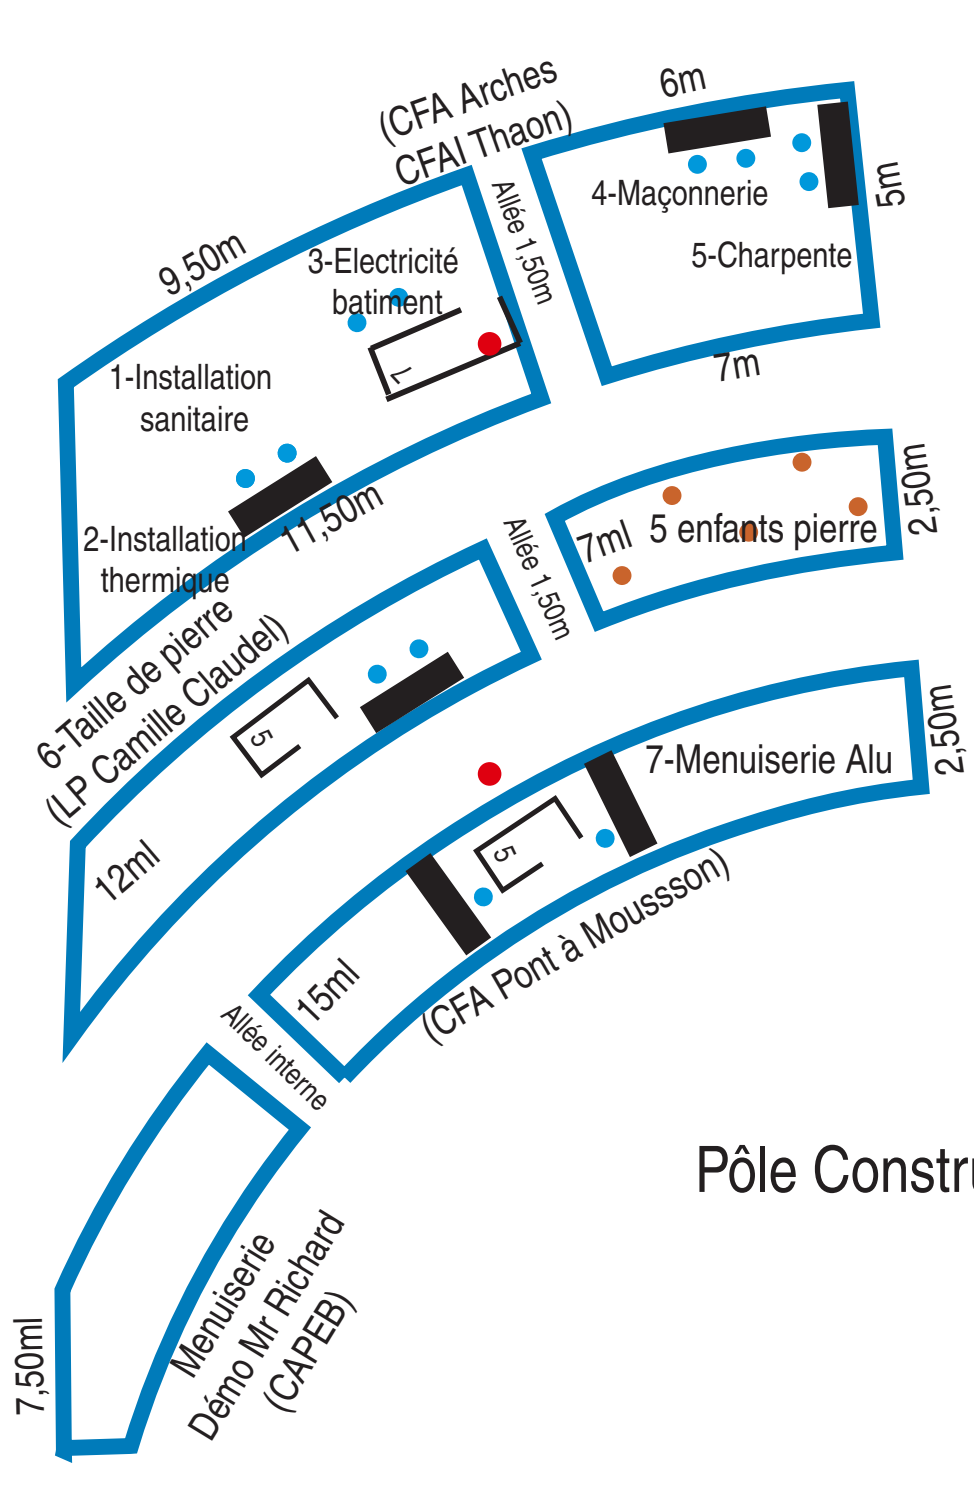 (CFA Arches
CFAI Thaon)
6m
9,50m
Allée 1,50m
4-Maçonnerie
5m
5-Charpente
3-Electricité
batiment
7m
1-Installation
sanitaire
L
11,50m
2-Installation
thermique
Allée 1,50m
7ml
5 enfants pierre
2,50m
6-Taille de pierre
(LP Camille Claudel)
5
12ml
7-Menuiserie Alu
2,50m
5
15ml
(CFA Pont à Moussson)
Allée interne
Pôle Constru
7,50ml
Menuiserie
Démo Mr Richard
(CAPEB)